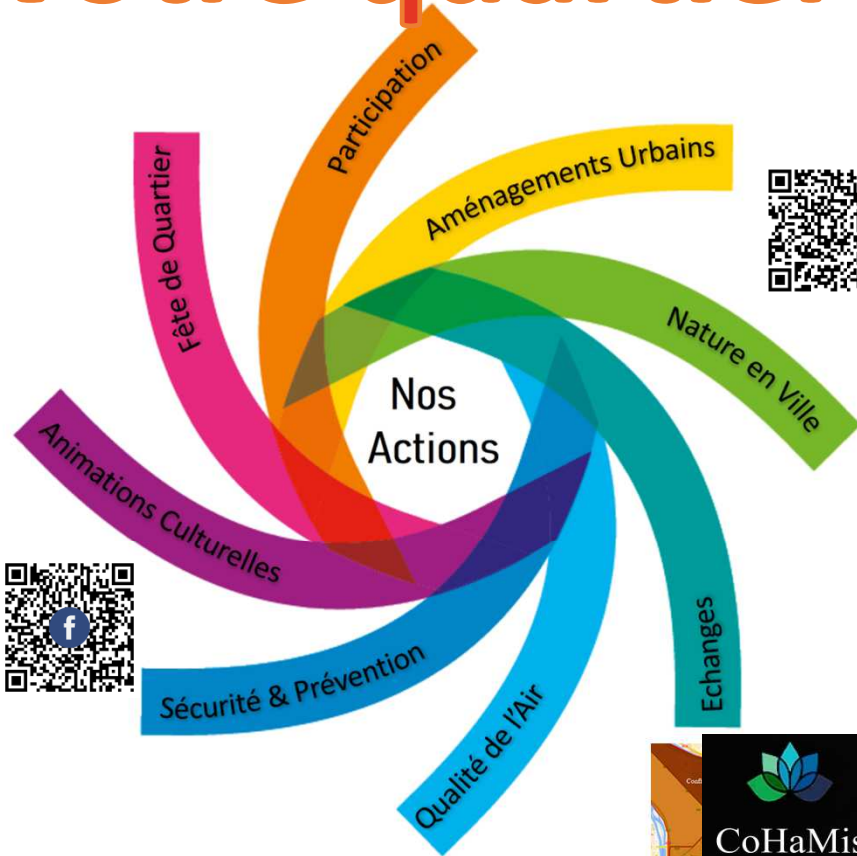 Participation
Aménagements Urbains
Fête de Quartier
Nature en Ville
Nos
Actions
Animations Culturelles
Echanges
Sécurité & Prévention
Qualité de l'Air
f
CoHaMis